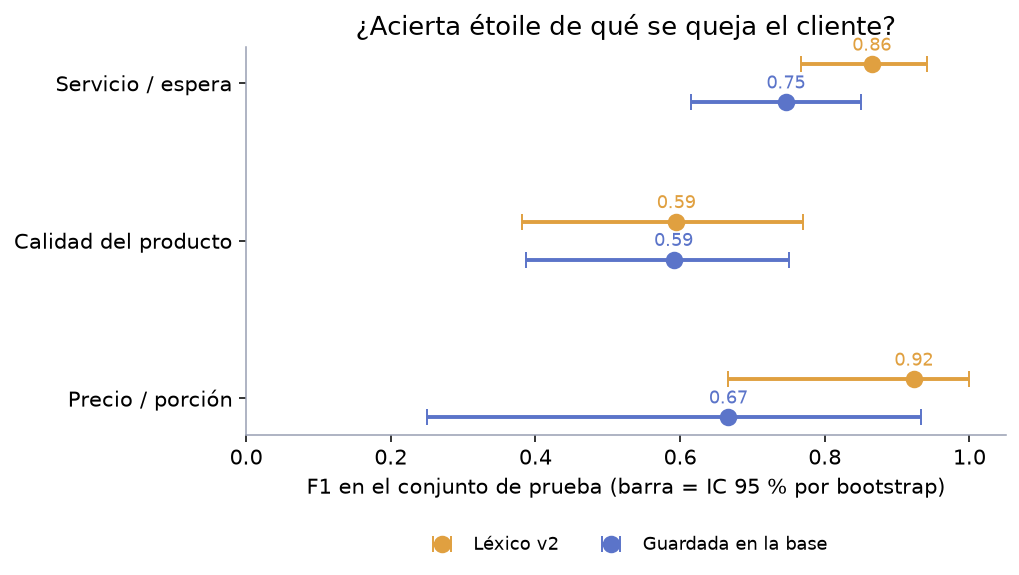 ¿Acierta étoile de qué se queja el cliente?
0.86
Servicio / espera
0.75
0.59
Calidad del producto
0.59
0.92
Precio / porción
0.67
0.0 0.2 0.4 0.6 0.8 1.0
F1 en el conjunto de prueba (barra = IC 95 % por bootstrap)
Léxico v2 Guardada en la base